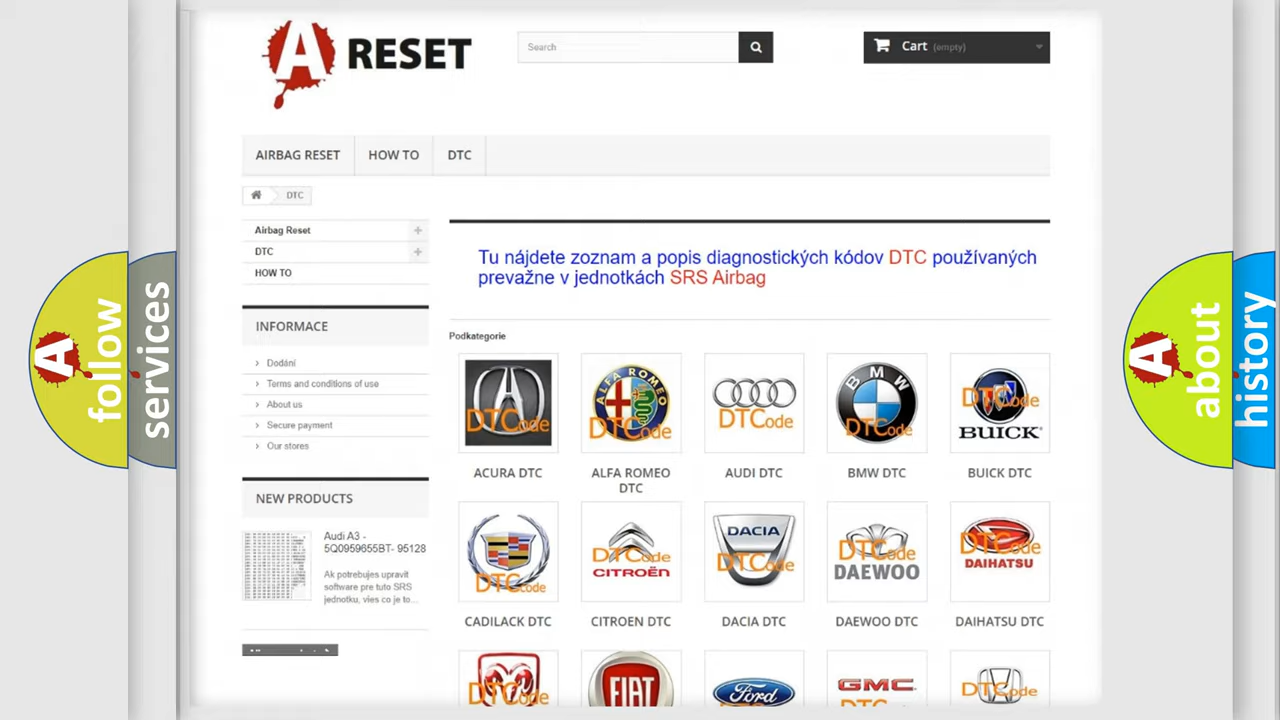 A RESET
Search
Cart (empty)
AIRBAG RESET
HOW TO
DTC
DTC
Airbag Reset
DTC
HOW TO
INFORMACE
Dodání
Terms and conditions of use
About us
Secure payment
Our stores
NEW PRODUCTS
Audi A3 -
5Q0959655BT- 95128
Ak potrebujes upravit
software pre tuto SRS
jednotku, vies co je to...
Tu nájdete zoznam a popis diagnostických kódov DTC používaných
prevažne v jednotkách SRS Airbag
Podkategorie
DTCode
ALFA ROMEO
DTCode
DTCode
BMW
DTCode
DTCode
BUICK
ACURA DTC
ALFA ROMEO
DTC
AUDI DTC
BMW DTC
BUICK DTC
DTCode
DTCode
CITROËN
DACIA
DTCode
DTCode
DAEWOO
DTCode
DAIHATSU
CADILACK DTC
CITROEN DTC
DACIA DTC
DAEWOO DTC
DAIHATSU DTC
DTCode
FIAT
Ford
GMC
DTCode
A
follow
services
A
about
history